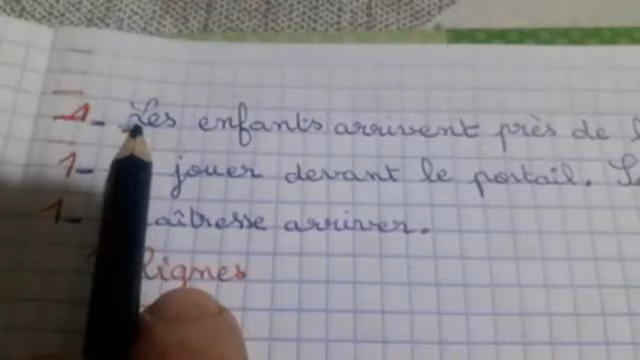 1- Les enfants arrivent près de
1- jouer devant le portail.
1- aîtresse arriver.
lignes